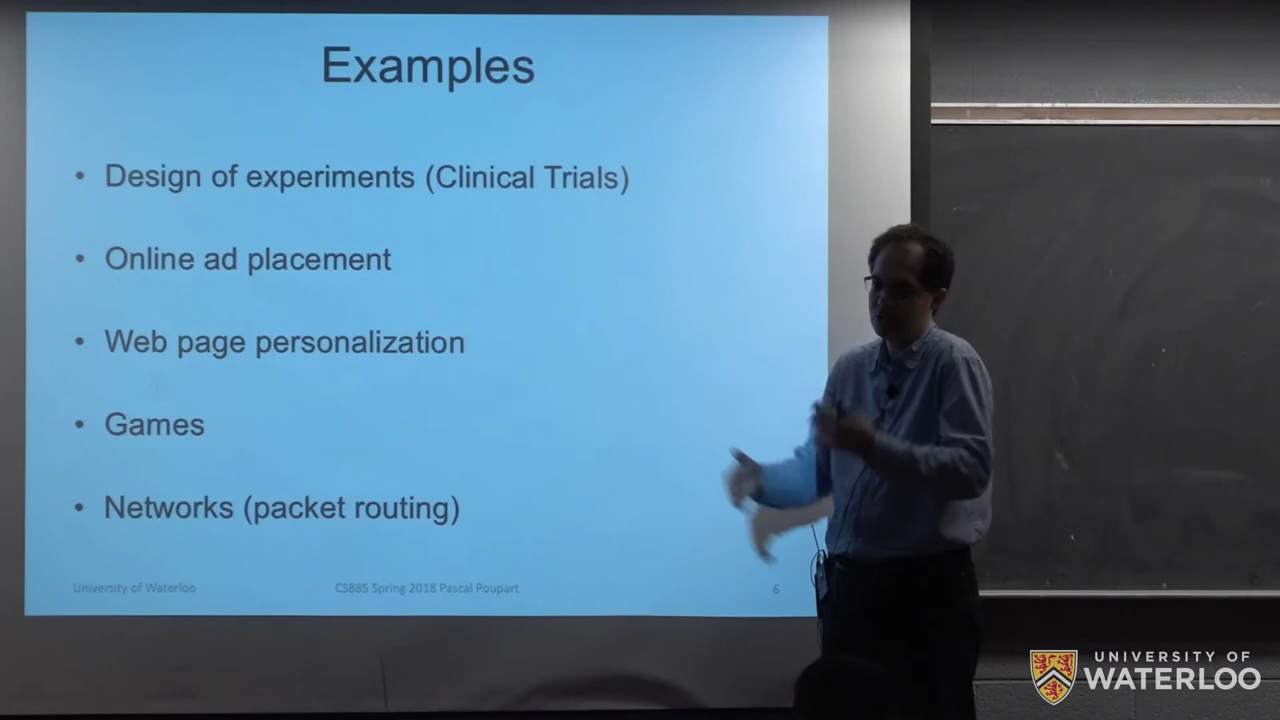 Examples
• Design of experiments (Clinical Trials)
• Online ad placement
• Web page personalization
• Games
• Networks (packet routing)
University of Waterloo CS885 Spring 2018 Pascal Poupart 6
UNIVERSITY OF
WATERLOO